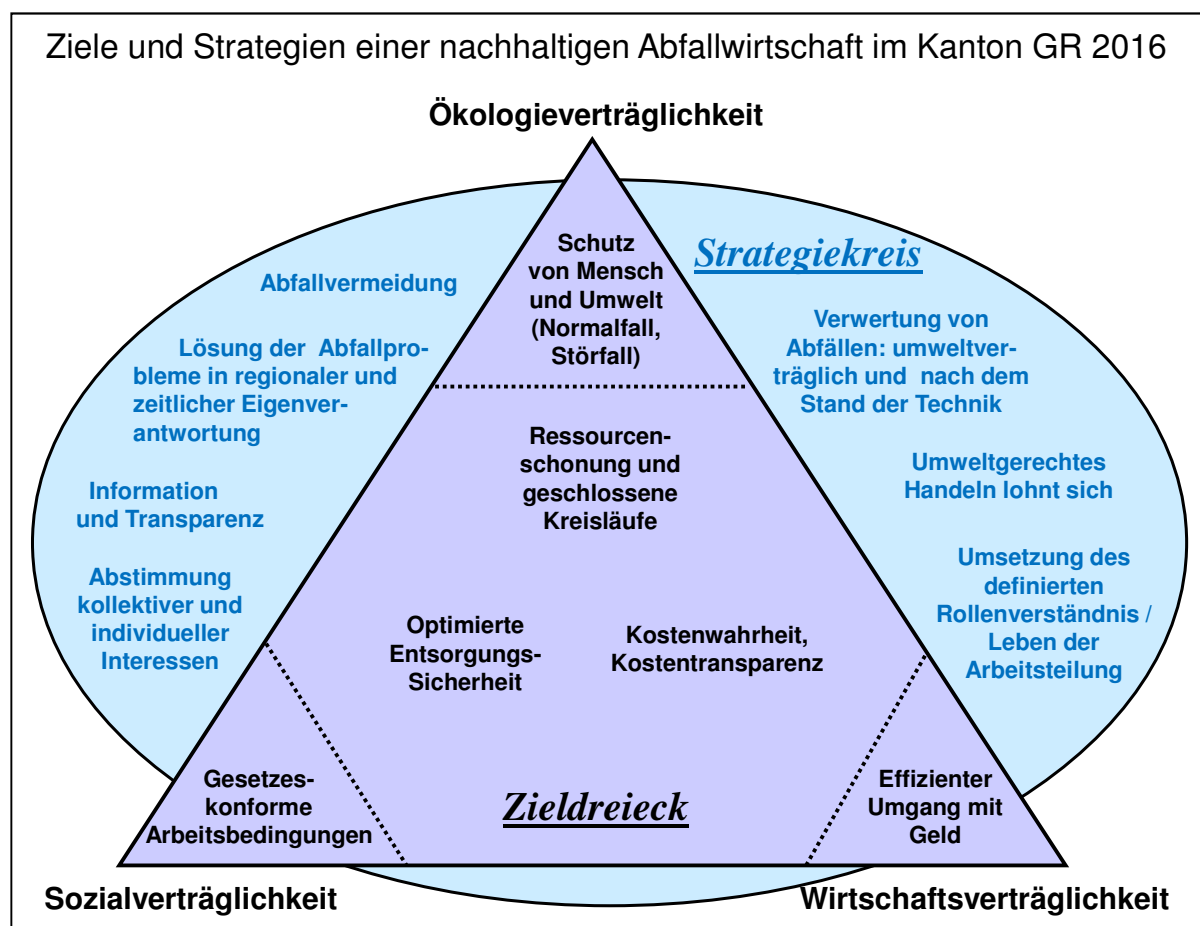 Ziele und Strategien einer nachhaltigen Abfallwirtschaft im Kanton GR 2016
Ökologieverträglichkeit
Schutz
von Mensch
und Umwelt
(Normalfall,
Störfall)
Strategiekreis
Abfallvermeidung
Lösung der Abfallpro-
bleme in regionaler und
zeitlicher Eigenver-
antwortung
Information
und Transparenz
Abstimmung
kollektiver und
individueller
Interessen
Verwertung von
Abfällen: umweltver-
träglich und nach dem
Stand der Technik
Umweltgerechtes
Handeln lohnt sich
Umsetzung des
definierten
Rollenverständnis /
Leben der
Arbeitsteilung
Ressourcen-
schonung und
geschlossene
Kreisläufe
Optimierte
Entsorgungs-
Sicherheit
Kostenwahrheit,
Kostentransparenz
Gesetzes-
konforme
Arbeitsbedingungen
Zieldreieck
Effizienter
Umgang mit
Geld
Sozialverträglichkeit
Wirtschaftsverträglichkeit